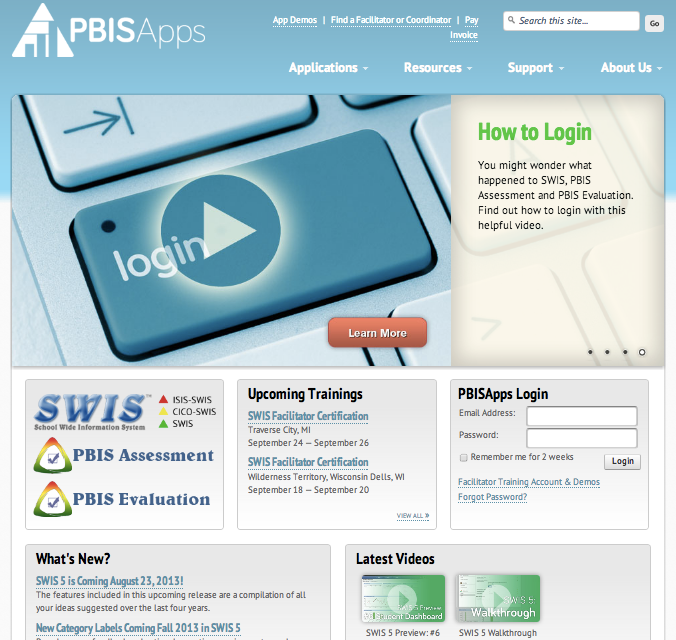 PBISApps
App Demos | Find a Facilitator or Coordinator | Pay
Invoice
Search this site...
Go
Applications
Resources
Support
About Us
login
How to Login
You might wonder what
happened to SWIS, PBIS
Assessment and PBIS Evaluation.
Find out how to login with this
helpful video.
Learn More
SWIS™
School Wide Information System
ISIS-SWIS
CICO-SWIS
SWIS
PBIS Assessment
PBIS Evaluation
Upcoming Trainings
SWIS Facilitator Certification
Traverse City, MI
September 24 — September 26
SWIS Facilitator Certification
Wilderness Territory, Wisconsin Dells, WI
September 18 — September 20
VIEW ALL »
PBISApps Login
Email Address:
Password:
Remember me for 2 weeks
Login
Facilitator Training Account & Demos
Forgot Password?
What's New?
SWIS 5 is Coming August 23, 2013!
The features included in this upcoming release are a compilation of all
your ideas suggested over the last four years.
New Category Labels Coming Fall 2013 in SWIS 5
Latest Videos
SWIS 5 Preview:
Student Dashboard
SWIS 5 Preview: #6
SWIS 5:
Walkthrough
SWIS 5 Walkthrough